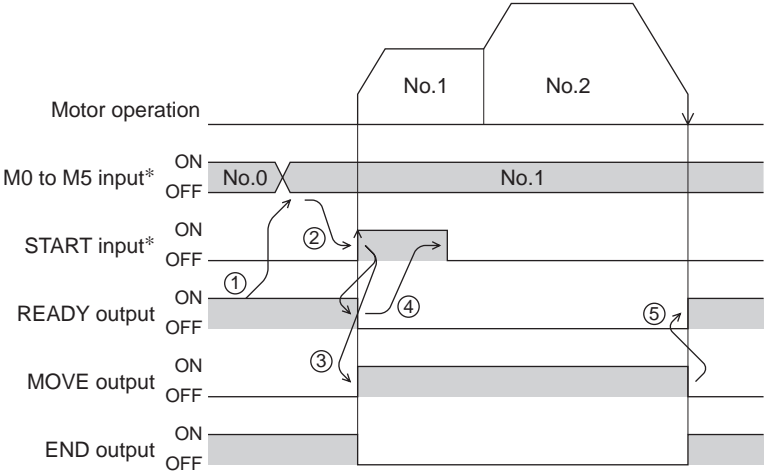 No.1 No.2
Motor operation
M0 to M5 input* ON OFF No.0 No.1
START input* ON OFF ②
① ④
READY output ON OFF ⑤
③
MOVE output ON OFF
END output ON OFF